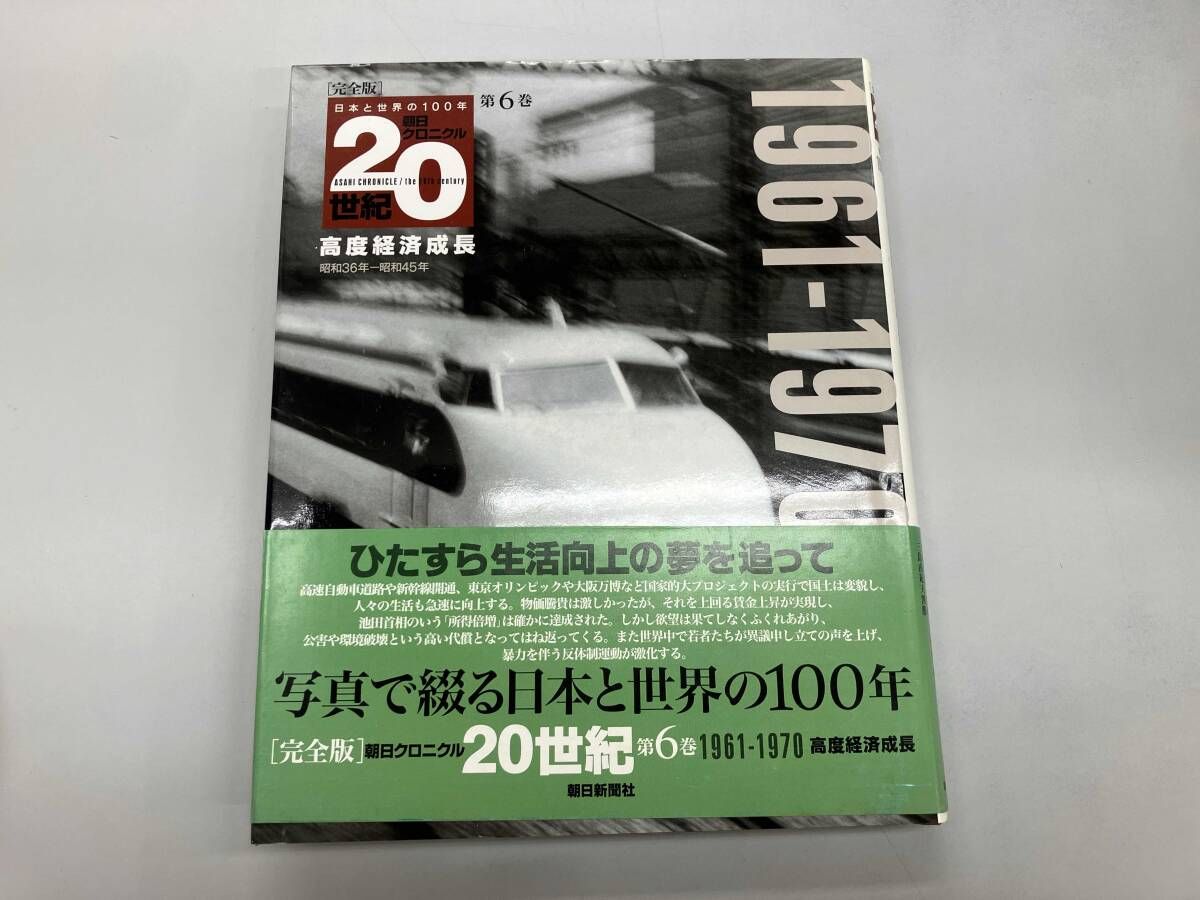 [完全版]
日本と世界の100年
第6巻
朝日
クロニクル
20
ASAHI CHRONICLE / the 20th century
世紀
高度経済成長
昭和36年ー昭和45年
1961-1970
ひたすら生活向上の夢を追って
高速自動車道路や新幹線開通、東京オリンピックや大阪万博など国家的大プロジェクトの実行で国土は変貌し、
人々の生活も急速に向上する。物価騰貴は激しかったが、それを上回る賃金上昇が実現し、
池田首相のいう「所得倍増」は確かに達成された。しかし欲望は果てしなくふくれあがり、
公害や環境破壊という高い代償となってはね返ってくる。また世界中で若者たちが異議申し立ての声を上げ、
暴力を伴う反体制運動が激化する。
写真で綴る日本と世界の100年
[完全版]朝日クロニクル20世紀第6巻1961-1970高度経済成長
朝日新聞社